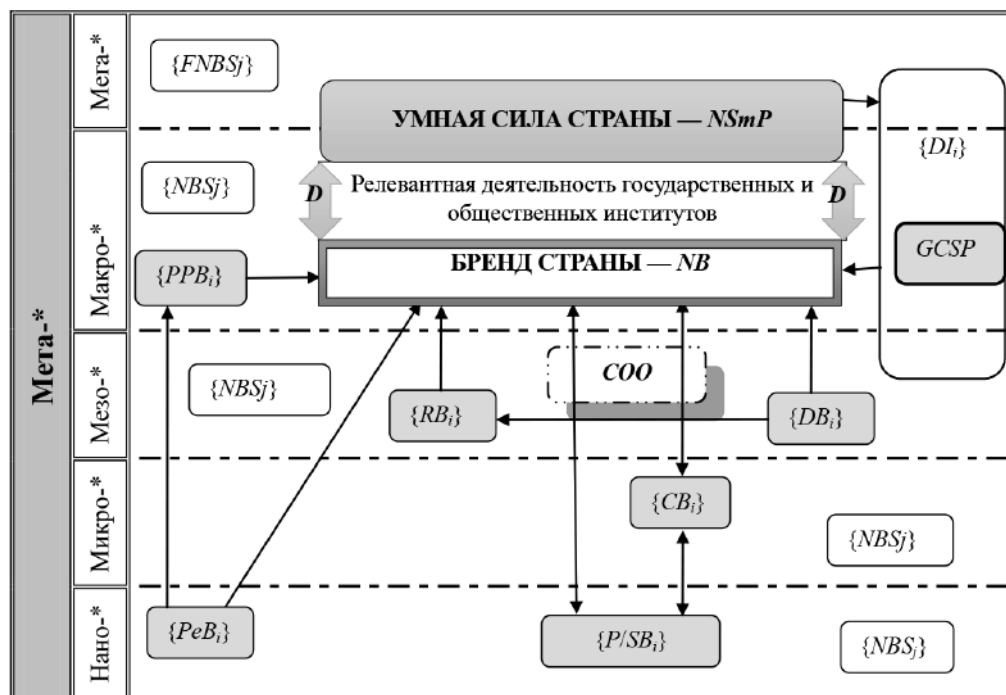 Мета-*
Мега-*
{FNBSj}
УМНАЯ СИЛА СТРАНЫ — NSmP
{DIi}
Макро-*
{NBSj}
D
Релевантная деятельность государственных и
общественных институтов
D
GCSP
{PPBi}
БРЕНД СТРАНЫ — NB
Мезо-*
{NBSj}
COO
{RBi}
{DBi}
Микро-*
{CBi}
{NBSj}
Нано-*
{PeBi}
{P/SBi}
{NBSj}